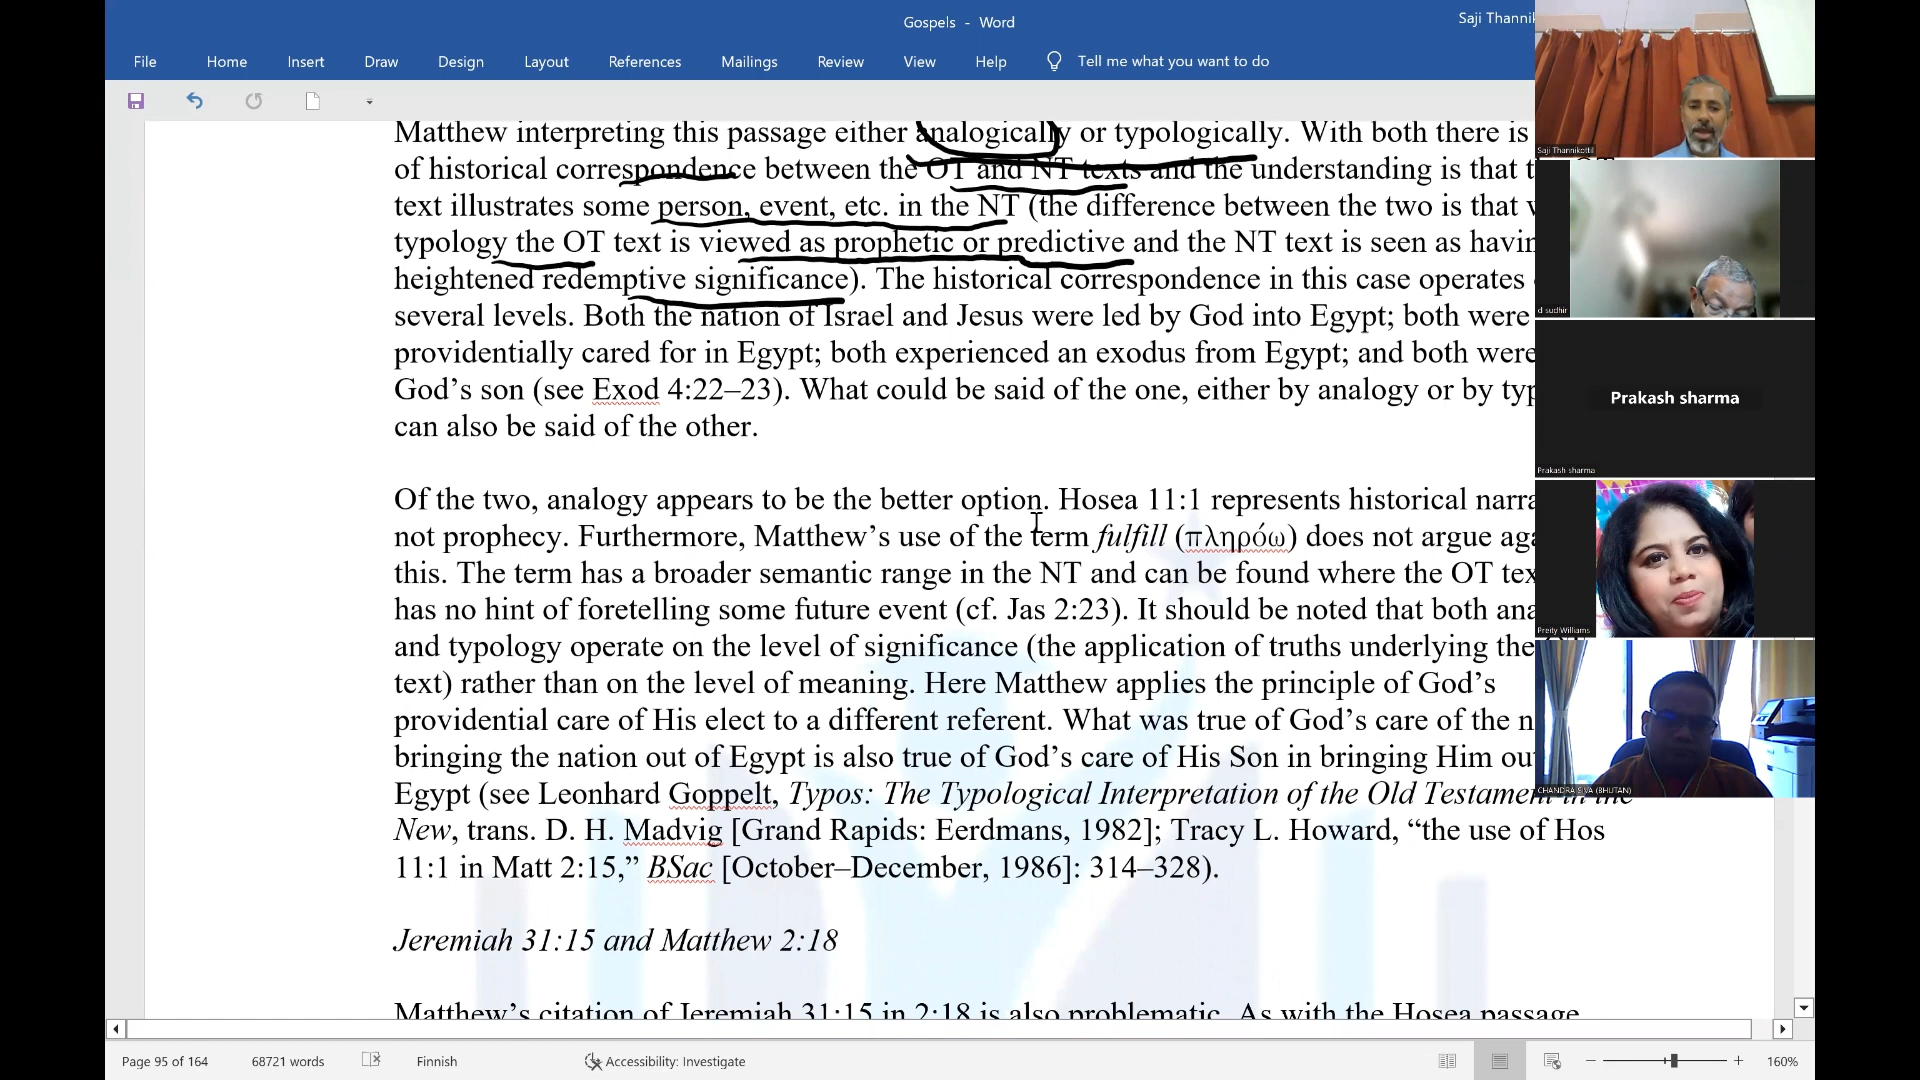 Gospels - Word
Saji Thannik
File Home Insert Draw Design Layout References Mailings Review View Help Tell me what you want to do
Matthew interpreting this passage either analogically or typologically. With both there is
of historical correspondence between the OT and NT texts and the understanding is that t
text illustrates some person, event, etc. in the NT (the difference between the two is that w
typology the OT text is viewed as prophetic or predictive and the NT text is seen as havin
heightened redemptive significance). The historical correspondence in this case operates
several levels. Both the nation of Israel and Jesus were led by God into Egypt; both were
providentially cared for in Egypt; both experienced an exodus from Egypt; and both were
God’s son (see Exod 4:22–23). What could be said of the one, either by analogy or by typ
can also be said of the other.
Of the two, analogy appears to be the better option. Hosea 11:1 represents historical narra
not prophecy. Furthermore, Matthew’s use of the term fulfill (πληρόω) does not argue aga
this. The term has a broader semantic range in the NT and can be found where the OT tex
has no hint of foretelling some future event (cf. Jas 2:23). It should be noted that both ana
and typology operate on the level of significance (the application of truths underlying the
text) rather than on the level of meaning. Here Matthew applies the principle of God’s
providential care of His elect to a different referent. What was true of God’s care of the n
bringing the nation out of Egypt is also true of God’s care of His Son in bringing Him ou
Egypt (see Leonhard Goppelt, Typos: The Typological Interpretation of the Old Testament in the
New, trans. D. H. Madvig [Grand Rapids: Eerdmans, 1982]; Tracy L. Howard, “the use of Hos
11:1 in Matt 2:15,” BSac [October–December, 1986]: 314–328).
Jeremiah 31:15 and Matthew 2:18
Matthew’s citation of Jeremiah 31:15 in 2:18 is also problematic. As with the Hosea passage,
Page 95 of 164 68721 words Finnish Accessibility: Investigate 160%
Saji Thannikottil
d sudhir
Prakash sharma
Prakash sharma
Preity Williams
CHANDRA SIVA (BHUTAN)